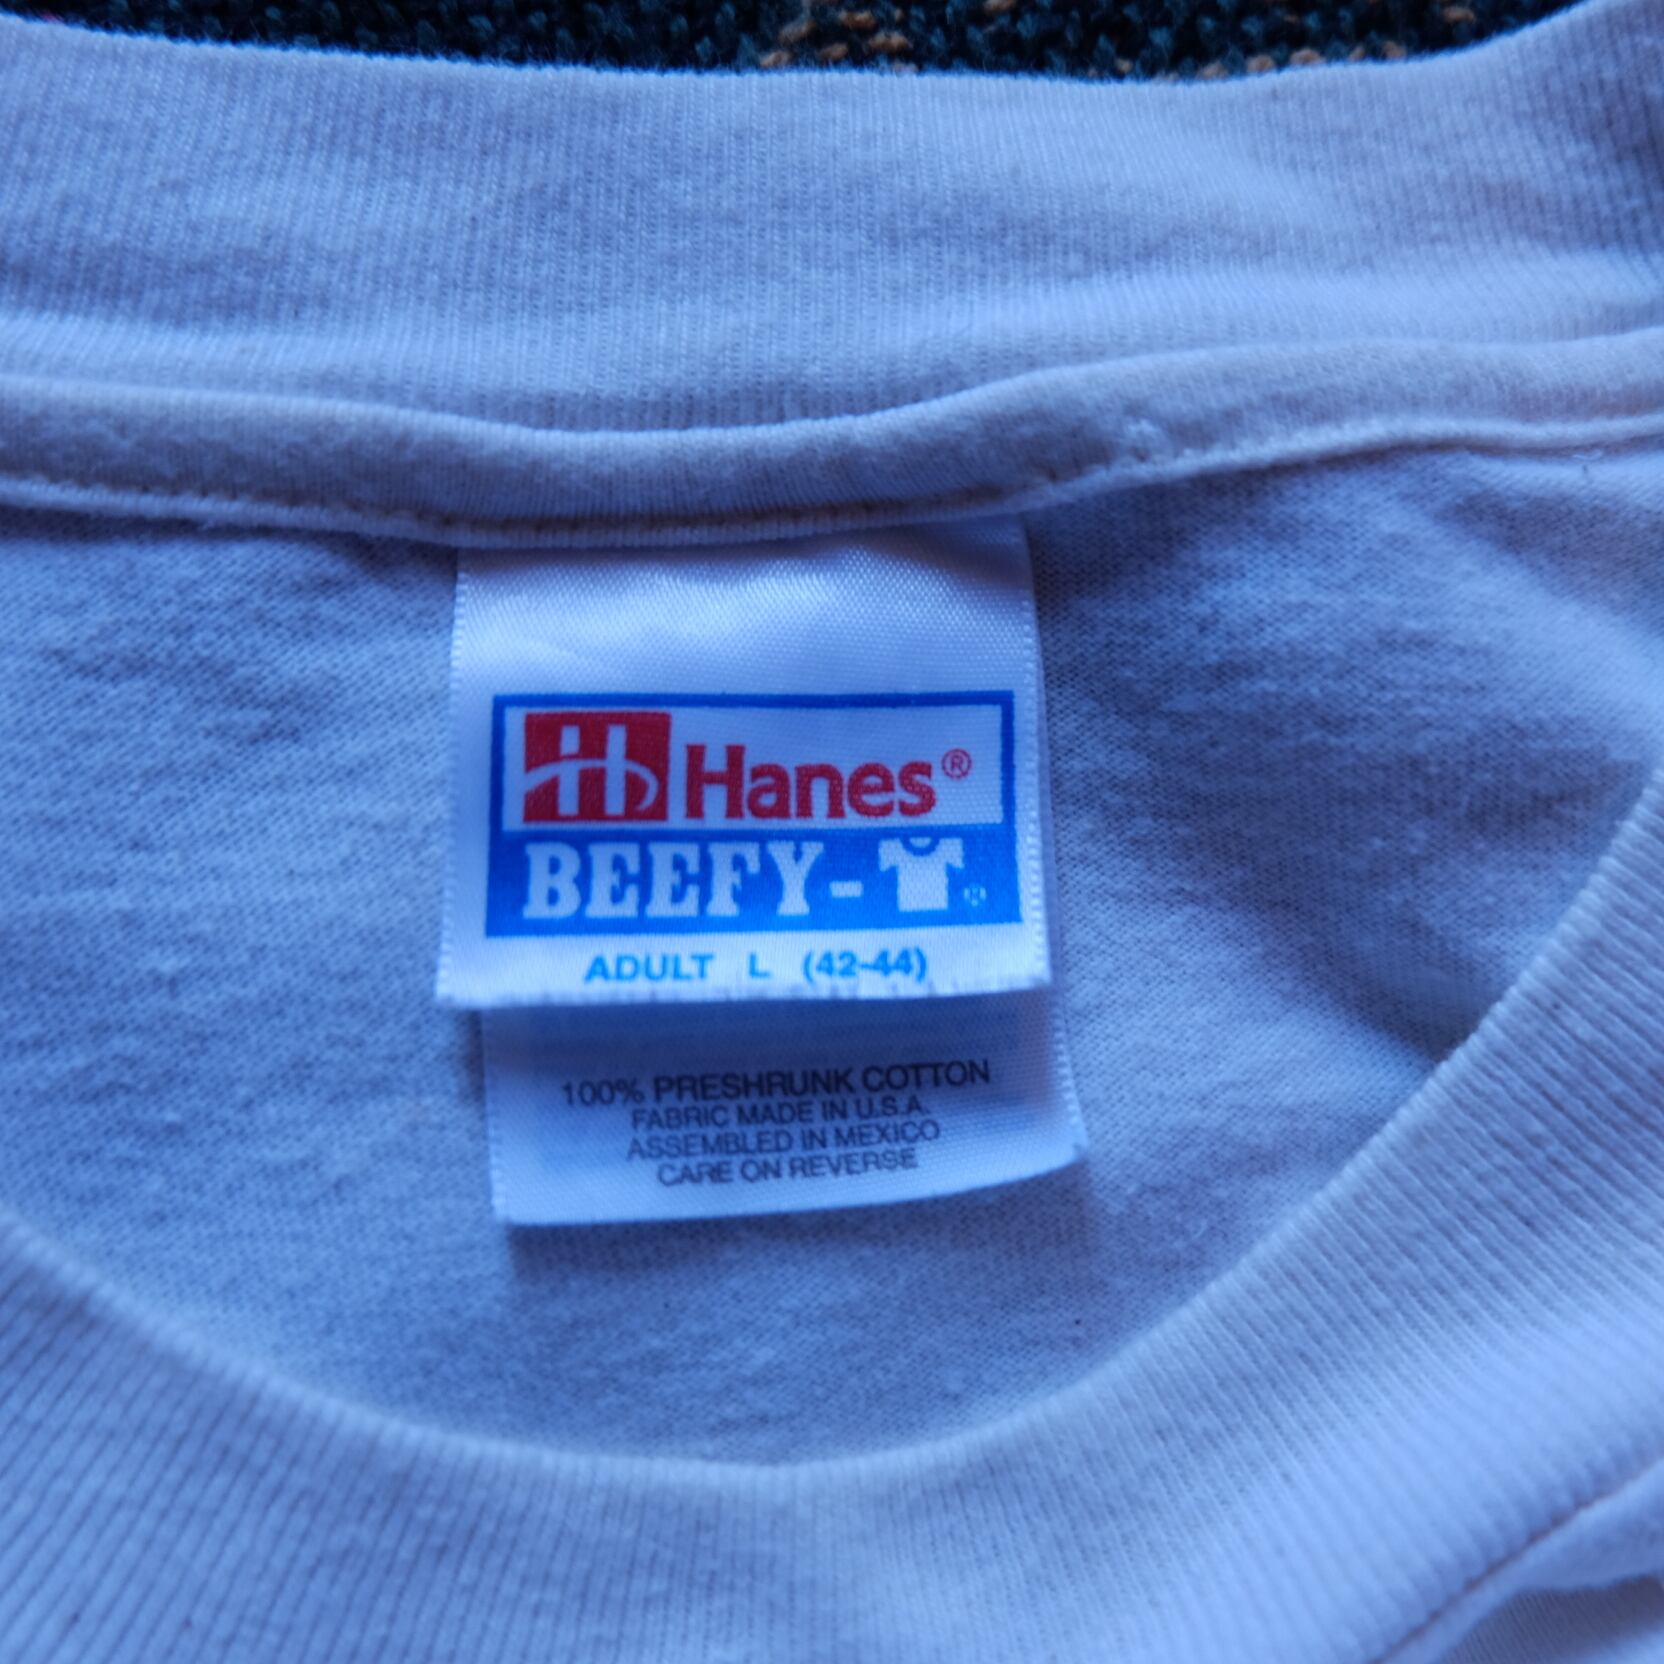 Hanes®
BEEFY-
ADULT L (42-44)
100% PRESHRUNK COTTON
FABRIC MADE IN U.S.A.
ASSEMBLED IN MEXICO
CARE ON REVERSE